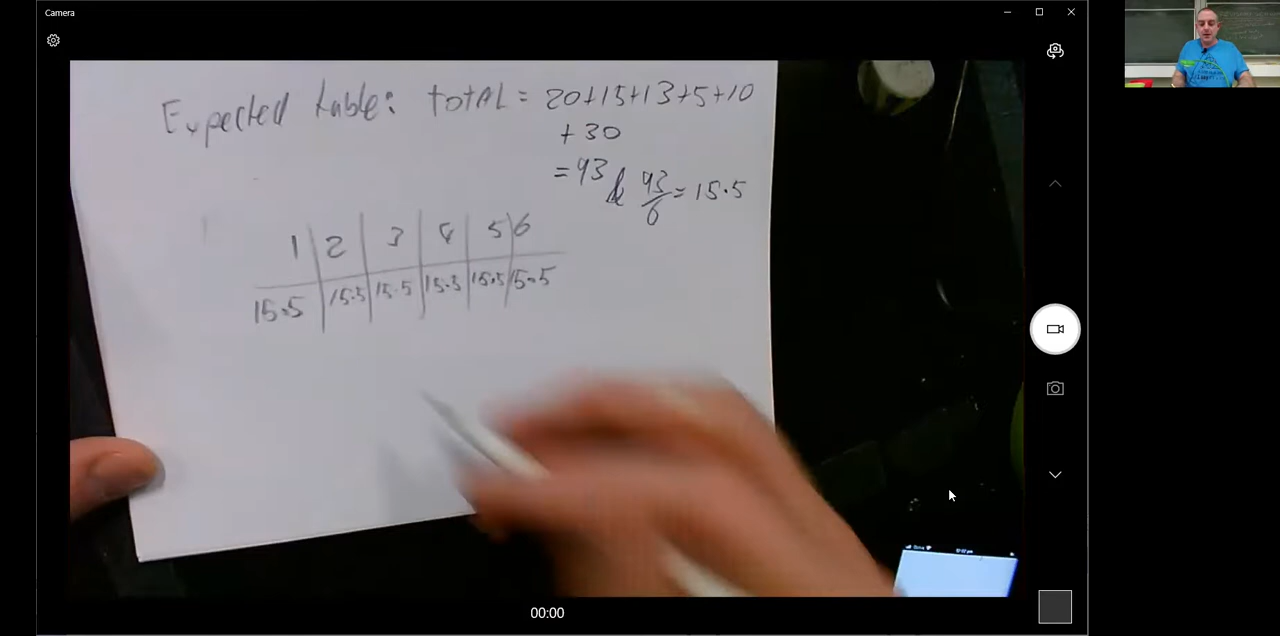 Camera
Expected table: TOTAL = 20+15+13+5+10
+ 30
= 93 & 93/6 = 15.5
1 | 2 | 3 | 4 | 5 | 6
15.5 | 15.5 | 15.5 | 15.5 | 15.5 | 15.5
00:00